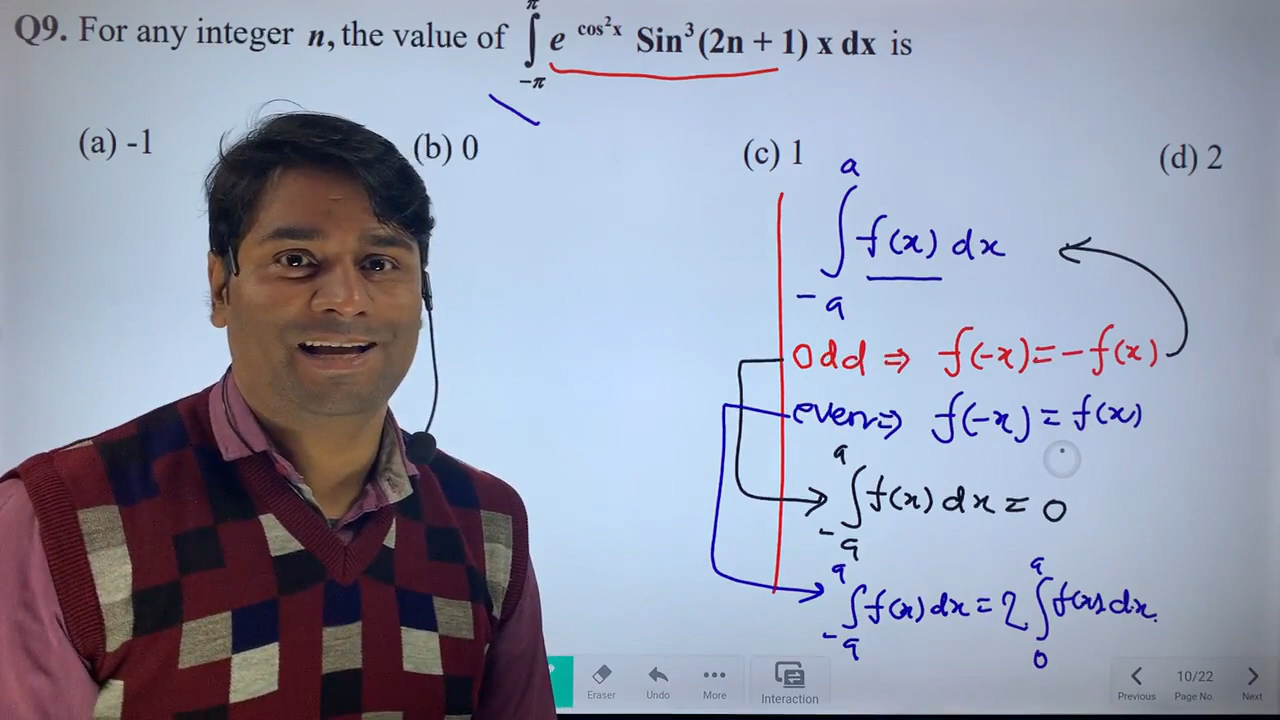 Q9. For any integer n, the value of ∫_{-π}^{π} e^{cos²x} Sin³(2n + 1) x dx is
(a) -1
(b) 0
(c) 1
(d) 2
∫_{-a}^{a} f(x) dx
Odd ⇒ f(-x) = -f(x)
even ⇒ f(-x) = f(x)
∫_{-a}^{a} f(x) dx = 0
∫_{-a}^{a} f(x) dx = 2 ∫_{0}^{a} f(x) dx.
Eraser
Undo
More
Interaction
Previous
10/22
Page No.
Next